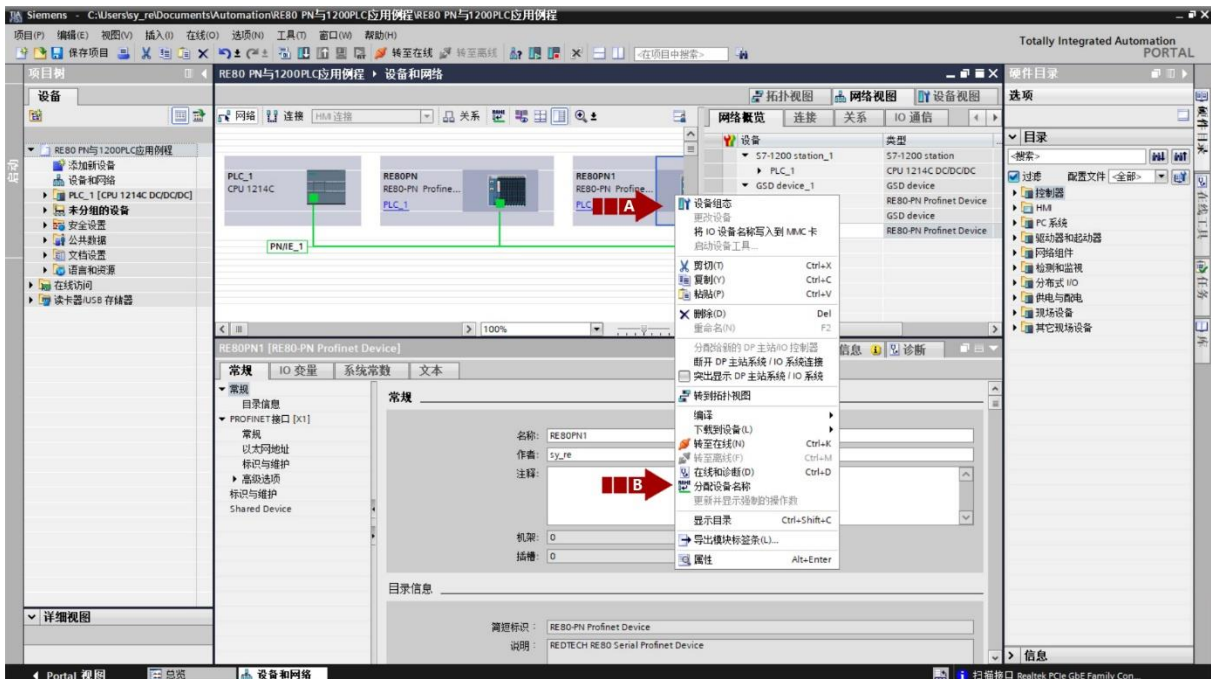 Siemens - C:\Users\sy_re\Documents\Automation\RE80 PN与1200PLC应用例程\RE80 PN与1200PLC应用例程
项目(P) 编辑(E) 视图(V) 插入(I) 在线(O) 选项(N) 工具(T) 窗口(W) 帮助(H)
Totally Integrated Automation
PORTAL
保存项目 转至在线 转至离线 <在项目中搜索>
项目树
RE80 PN与1200PLC应用例程 ▸ 设备和网络
硬件目录
设备
拓扑视图 网络视图 设备视图
选项
网络 连接 HMI 连接 关系
网络概览 连接 关系 IO 通信
RE80 PN与1200PLC应用例程
添加新设备
设备和网络
PLC_1 [CPU 1214C DC/DC/DC]
未分组的设备
安全设置
公共数据
文档设置
语言和资源
在线访问
读卡器/USB 存储器
PLC_1
CPU 1214C
RE80PN
RE80-PN Profine...
PLC_1
RE80PN1
RE80-PN Profine...
PLC
PN/IE_1
100%
设备 类型
S7-1200 station_1 S7-1200 station
PLC_1 CPU 1214C DC/DC/DC
GSD device_1 GSD device
RE80-PN Profinet Device
GSD device
RE80-PN Profinet Device
A
设备组态
更改设备
将 IO 设备名称写入到 MMC 卡
启动设备工具...
剪切(T) Ctrl+X
复制(Y) Ctrl+C
粘贴(P) Ctrl+V
删除(D) Del
重命名(N) F2
分配给新的 DP 主站/IO 控制器
断开 DP 主站系统 / IO 系统连接
突出显示 DP 主站系统 / IO 系统
转到拓扑视图
编译
下载到设备(L)
转至在线(N) Ctrl+K
转至离线(F) Ctrl+M
在线和诊断(D) Ctrl+D
B
分配设备名称
更新并显示强制的操作数
显示目录 Ctrl+Shift+C
导出模块标签条(L)...
属性 Alt+Enter
目录
<搜索>
过滤 配置文件 <全部>
控制器
HMI
PC 系统
驱动器和起动器
网络组件
检测和监视
分布式 I/O
供电与配电
现场设备
其它现场设备
信息
RE80PN1 [RE80-PN Profinet Device]
信息 诊断
常规 IO 变量 系统常数 文本
常规
目录信息
PROFINET接口 [X1]
常规
以太网地址
标识与维护
高级选项
标识与维护
Shared Device
常规
名称: RE80PN1
作者: sy_re
注释:
机架: 0
插槽: 0
目录信息
简短标识: RE80-PN Profinet Device
说明: REDTECH RE80 Serial Profinet Device
详细视图
Portal 视图 总览 设备和网络
扫描接口 Realtek PCIe GbE Family Con...